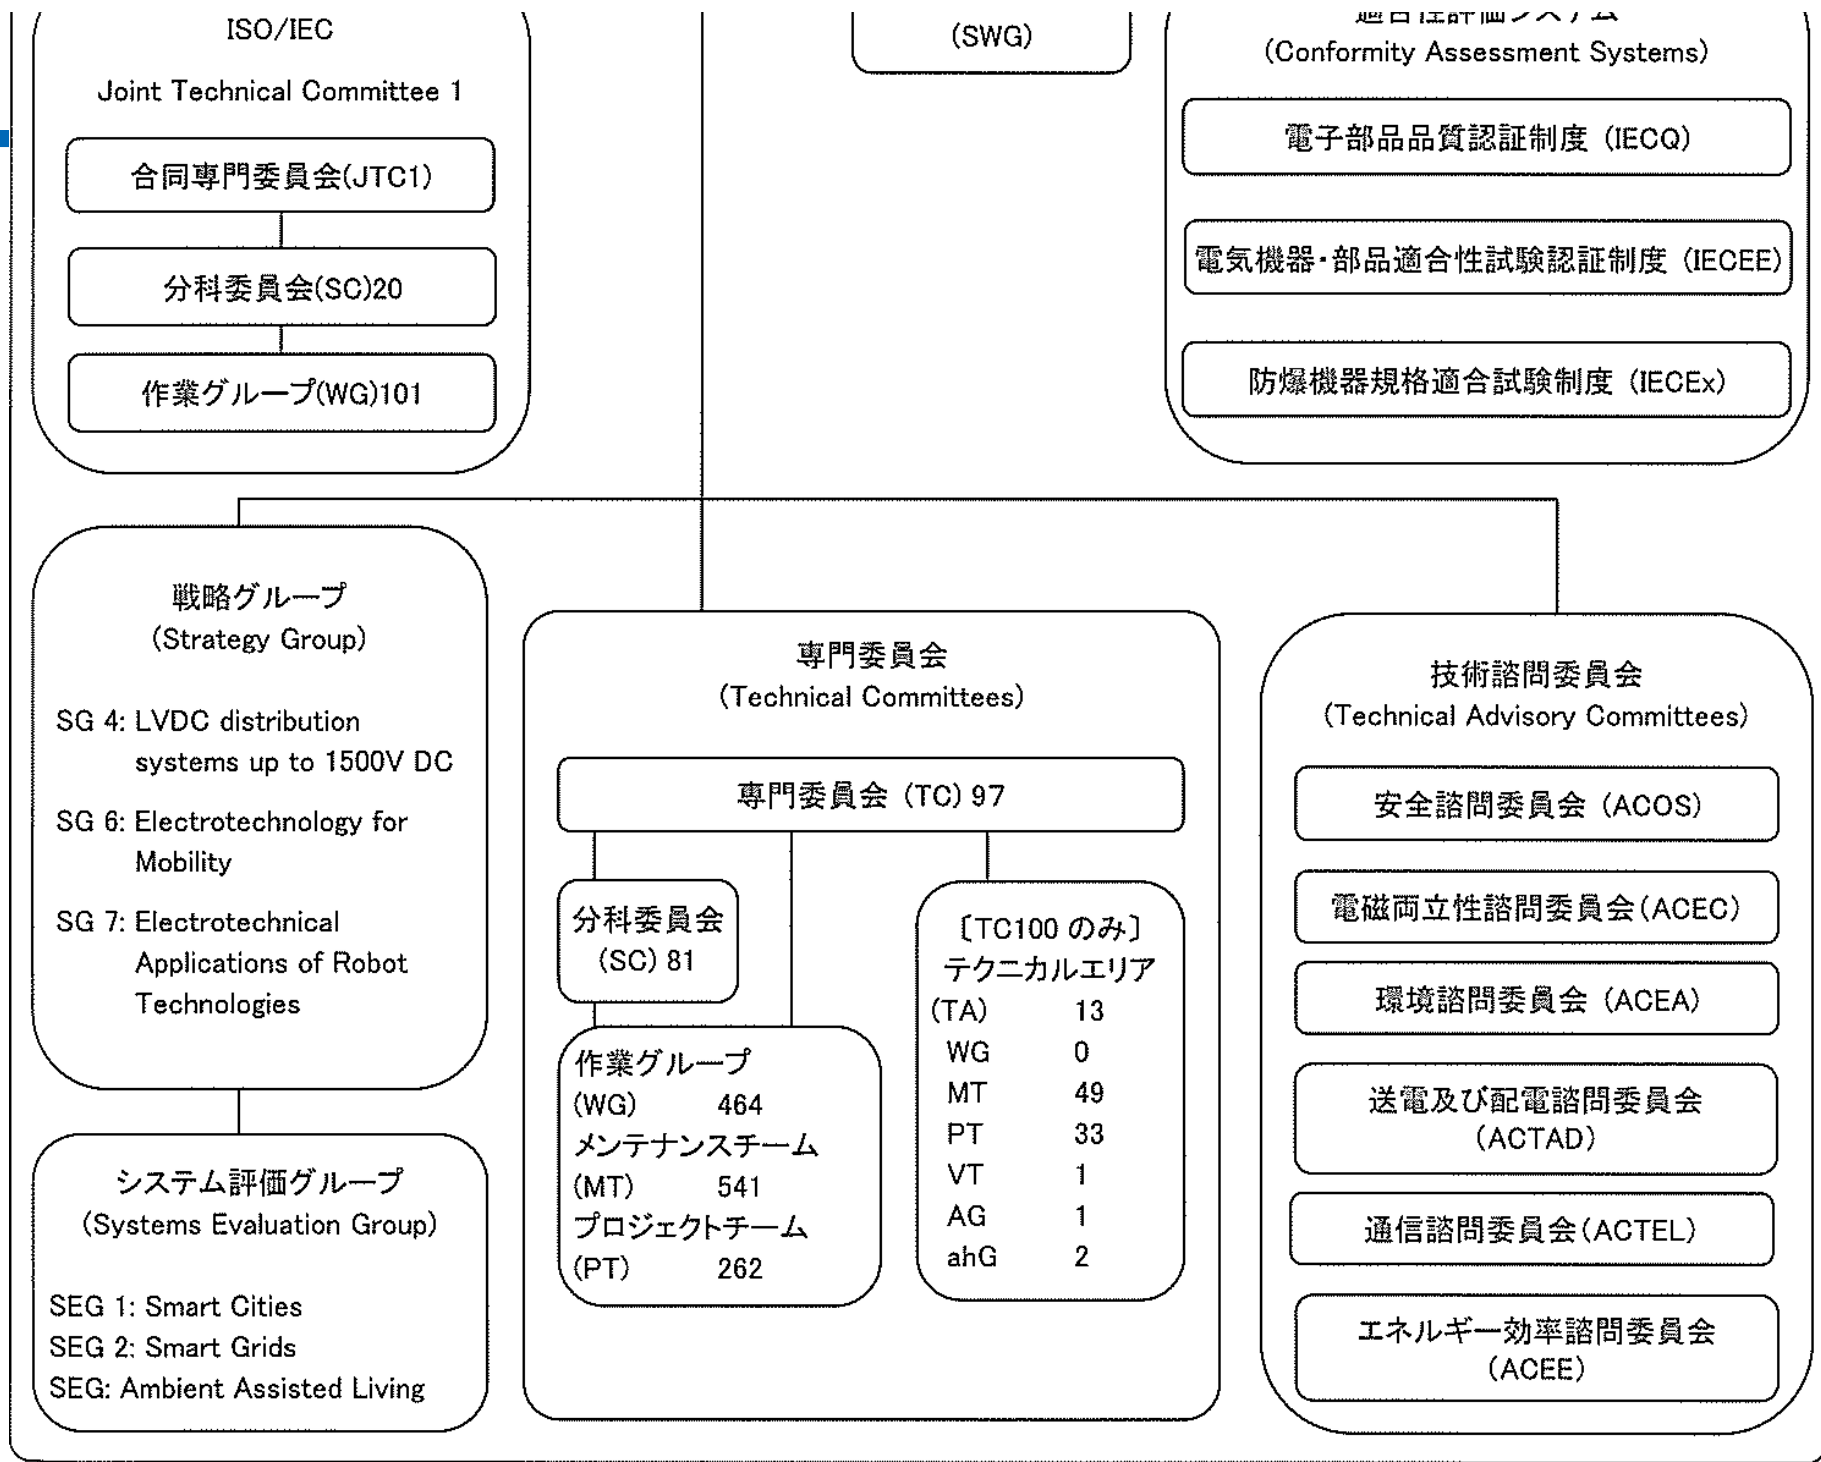 ISO/IEC
Joint Technical Committee 1
合同専門委員会(JTC1)
分科委員会(SC)20
作業グループ(WG)101
(SWG)
適合性評価システム
(Conformity Assessment Systems)
電子部品品質認証制度 (IECQ)
電気機器・部品適合性試験認証制度 (IECEE)
防爆機器規格適合試験制度 (IECEx)
戦略グループ
(Strategy Group)
SG 4: LVDC distribution
systems up to 1500V DC
SG 6: Electrotechnology for
Mobility
SG 7: Electrotechnical
Applications of Robot
Technologies
システム評価グループ
(Systems Evaluation Group)
SEG 1: Smart Cities
SEG 2: Smart Grids
SEG: Ambient Assisted Living
専門委員会
(Technical Committees)
専門委員会 (TC) 97
分科委員会
(SC) 81
作業グループ
(WG) 464
メンテナンスチーム
(MT) 541
プロジェクトチーム
(PT) 262
〔TC100 のみ〕
テクニカルエリア
(TA) 13
WG 0
MT 49
PT 33
VT 1
AG 1
ahG 2
技術諮問委員会
(Technical Advisory Committees)
安全諮問委員会 (ACOS)
電磁両立性諮問委員会(ACEC)
環境諮問委員会 (ACEA)
送電及び配電諮問委員会
(ACTAD)
通信諮問委員会(ACTEL)
エネルギー効率諮問委員会
(ACEE)